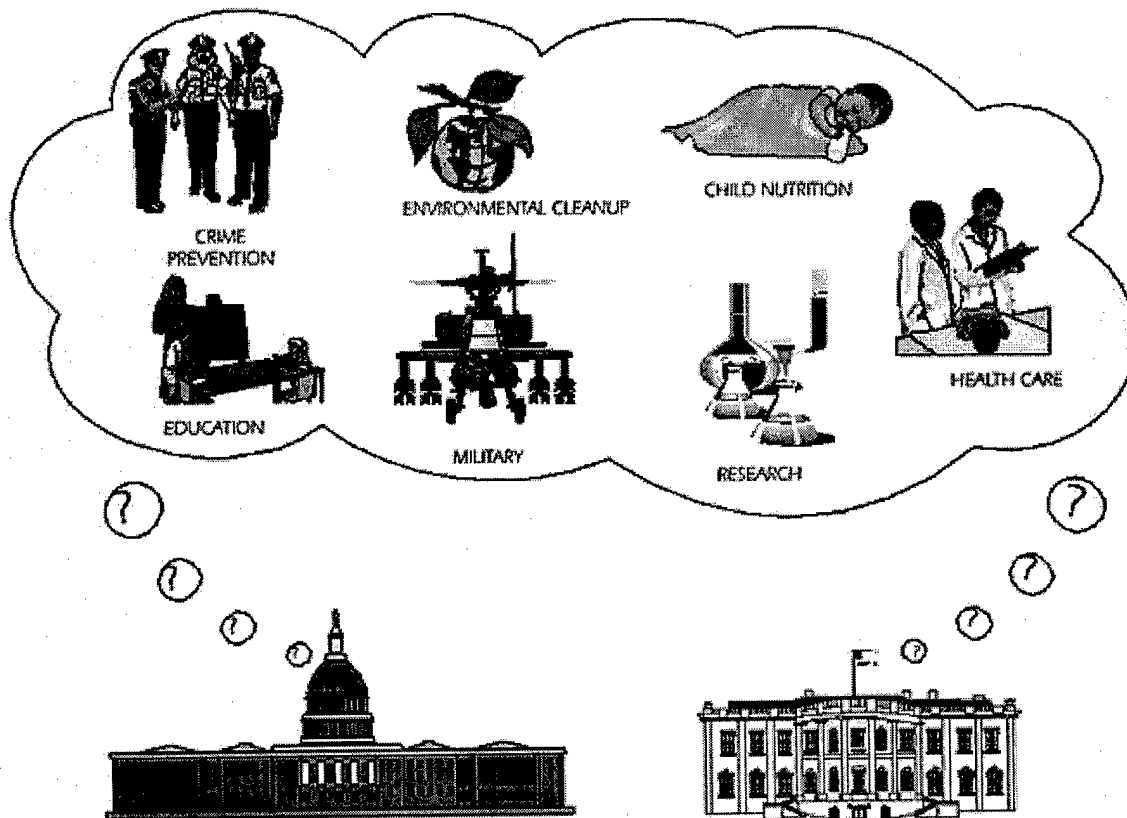 CRIME
PREVENTION
ENVIRONMENTAL CLEANUP
CHILD NUTRITION
HEALTH CARE
EDUCATION
MILITARY
RESEARCH
?
?
?
?
?
?
?
?